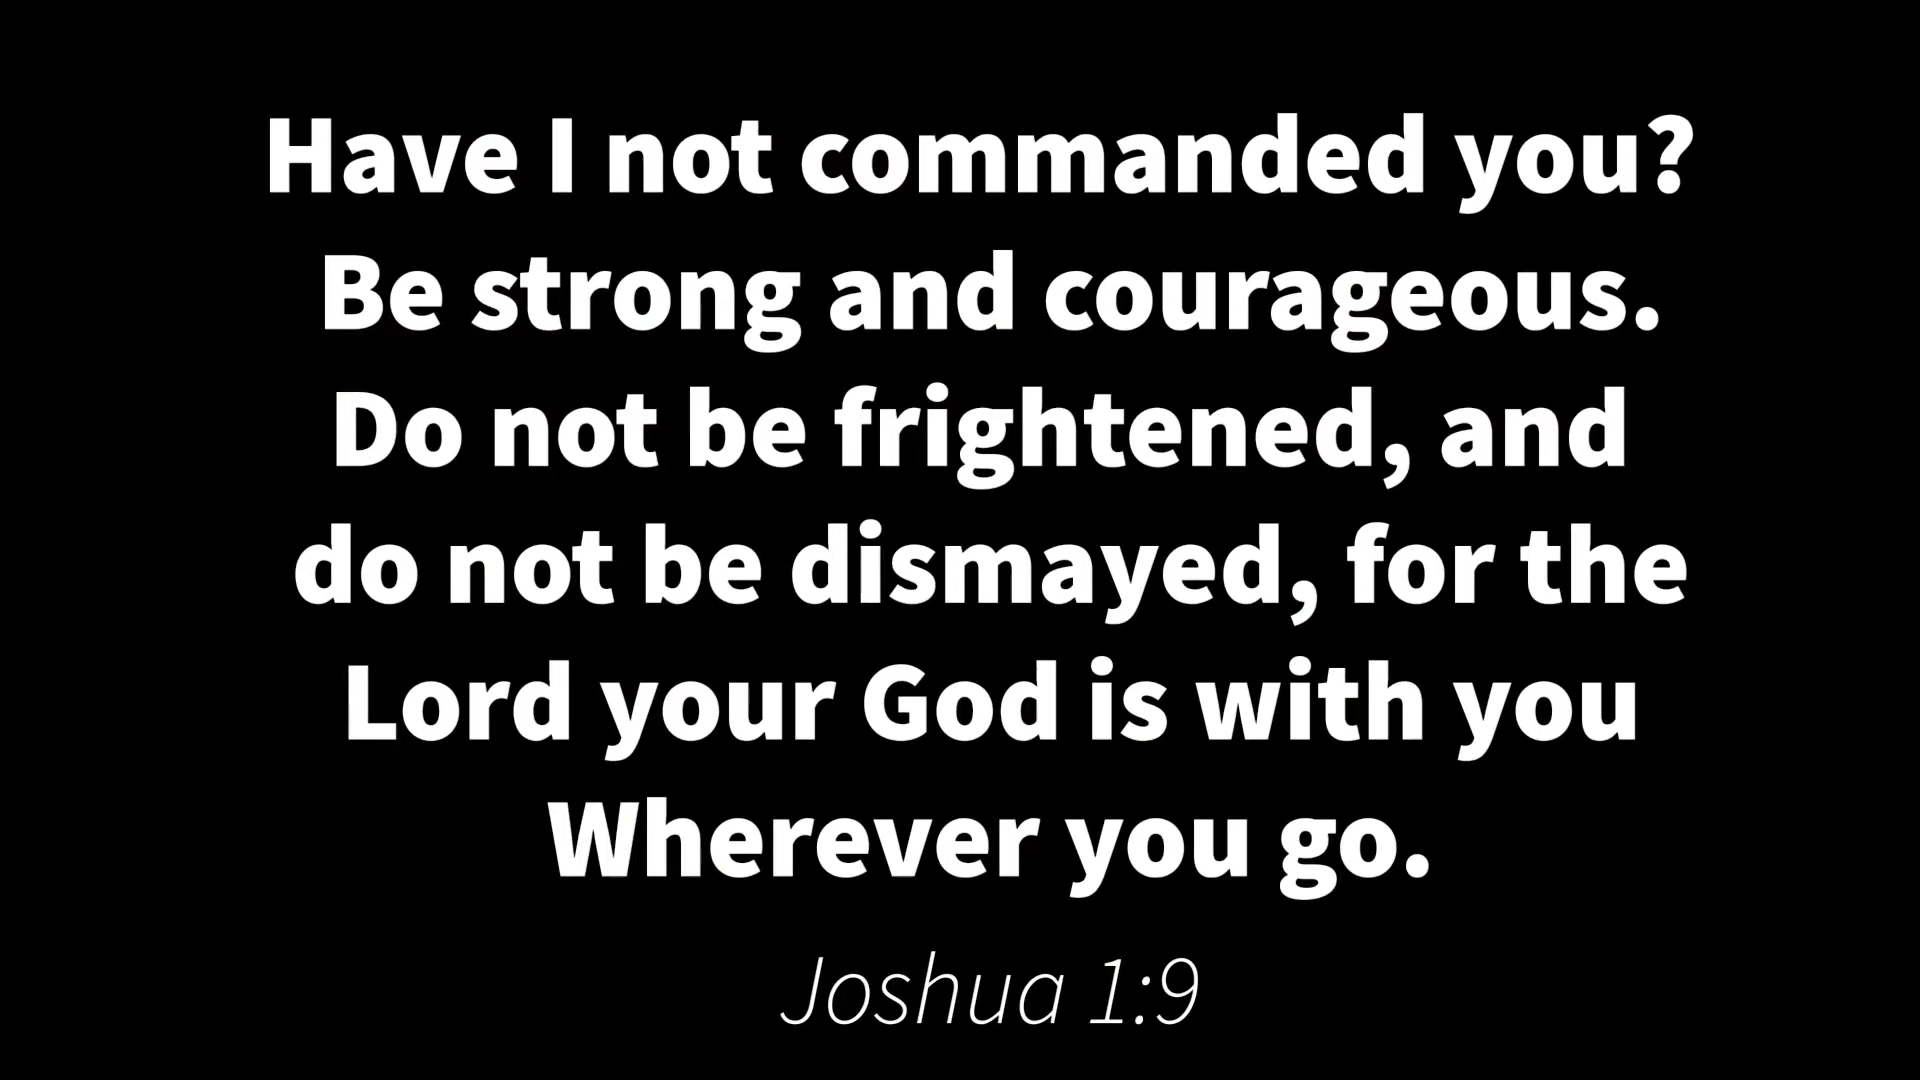 Have I not commanded you?
Be strong and courageous.
Do not be frightened, and
do not be dismayed, for the
Lord your God is with you
Wherever you go.
Joshua 1:9